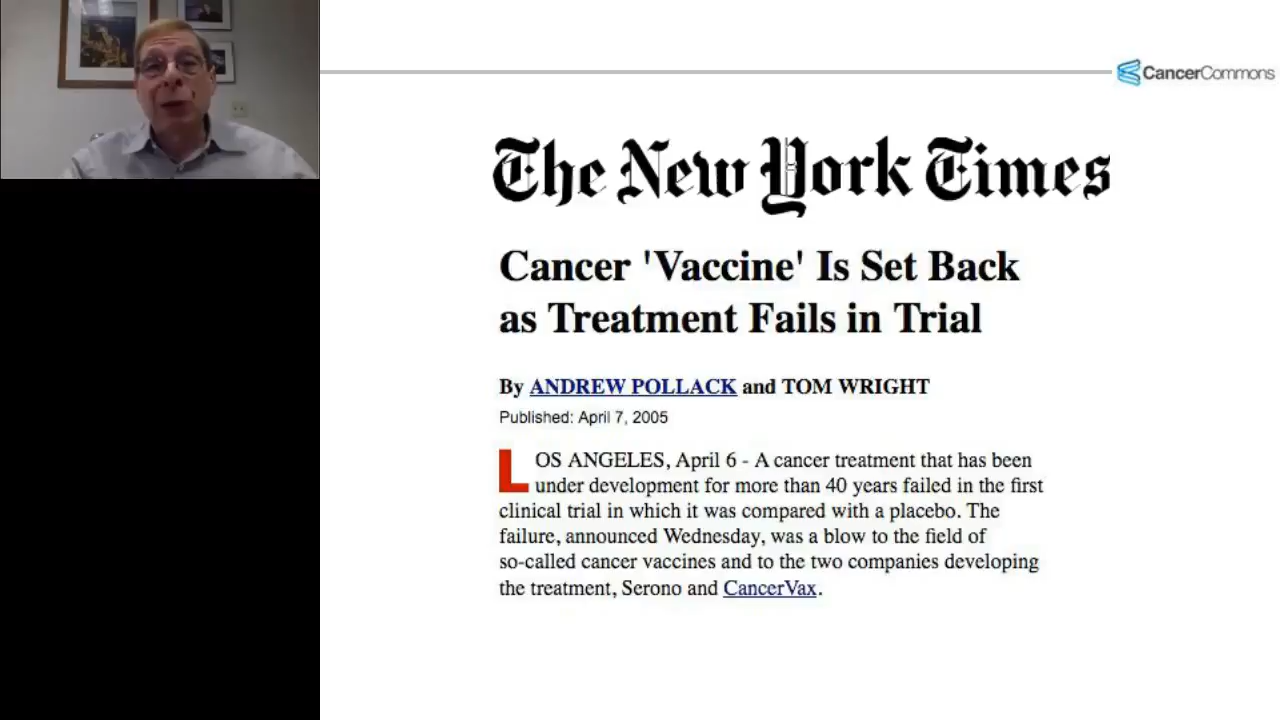 CancerCommons
The New York Times
Cancer 'Vaccine' Is Set Back
as Treatment Fails in Trial
By ANDREW POLLACK and TOM WRIGHT
Published: April 7, 2005
LOS ANGELES, April 6 - A cancer treatment that has been
under development for more than 40 years failed in the first
clinical trial in which it was compared with a placebo. The
failure, announced Wednesday, was a blow to the field of
so-called cancer vaccines and to the two companies developing
the treatment, Serono and CancerVax.